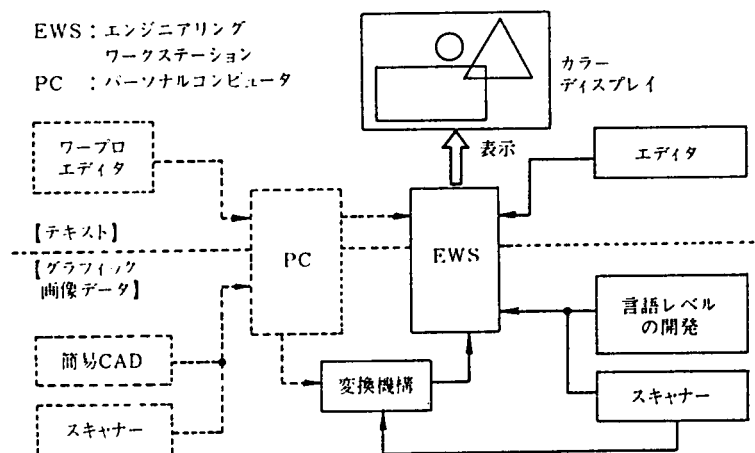 EWS：エンジニアリング
ワークステーション
PC：パーソナルコンピュータ
カラー
ディスプレイ
ワープロ
エディタ
表示
エディタ
【テキスト】
PC
EWS
【グラフィック
画像データ】
言語レベル
の開発
簡易CAD
変換機構
スキャナー
スキャナー